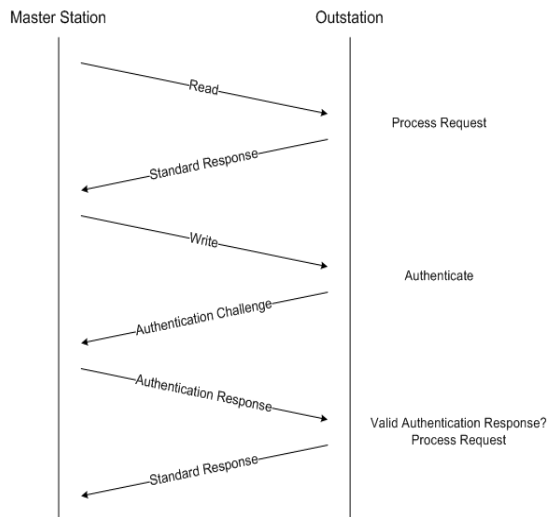 Master Station
Outstation
Read
Process Request
Standard Response
Write
Authenticate
Authentication Challenge
Authentication Response
Valid Authentication Response?
Process Request
Standard Response